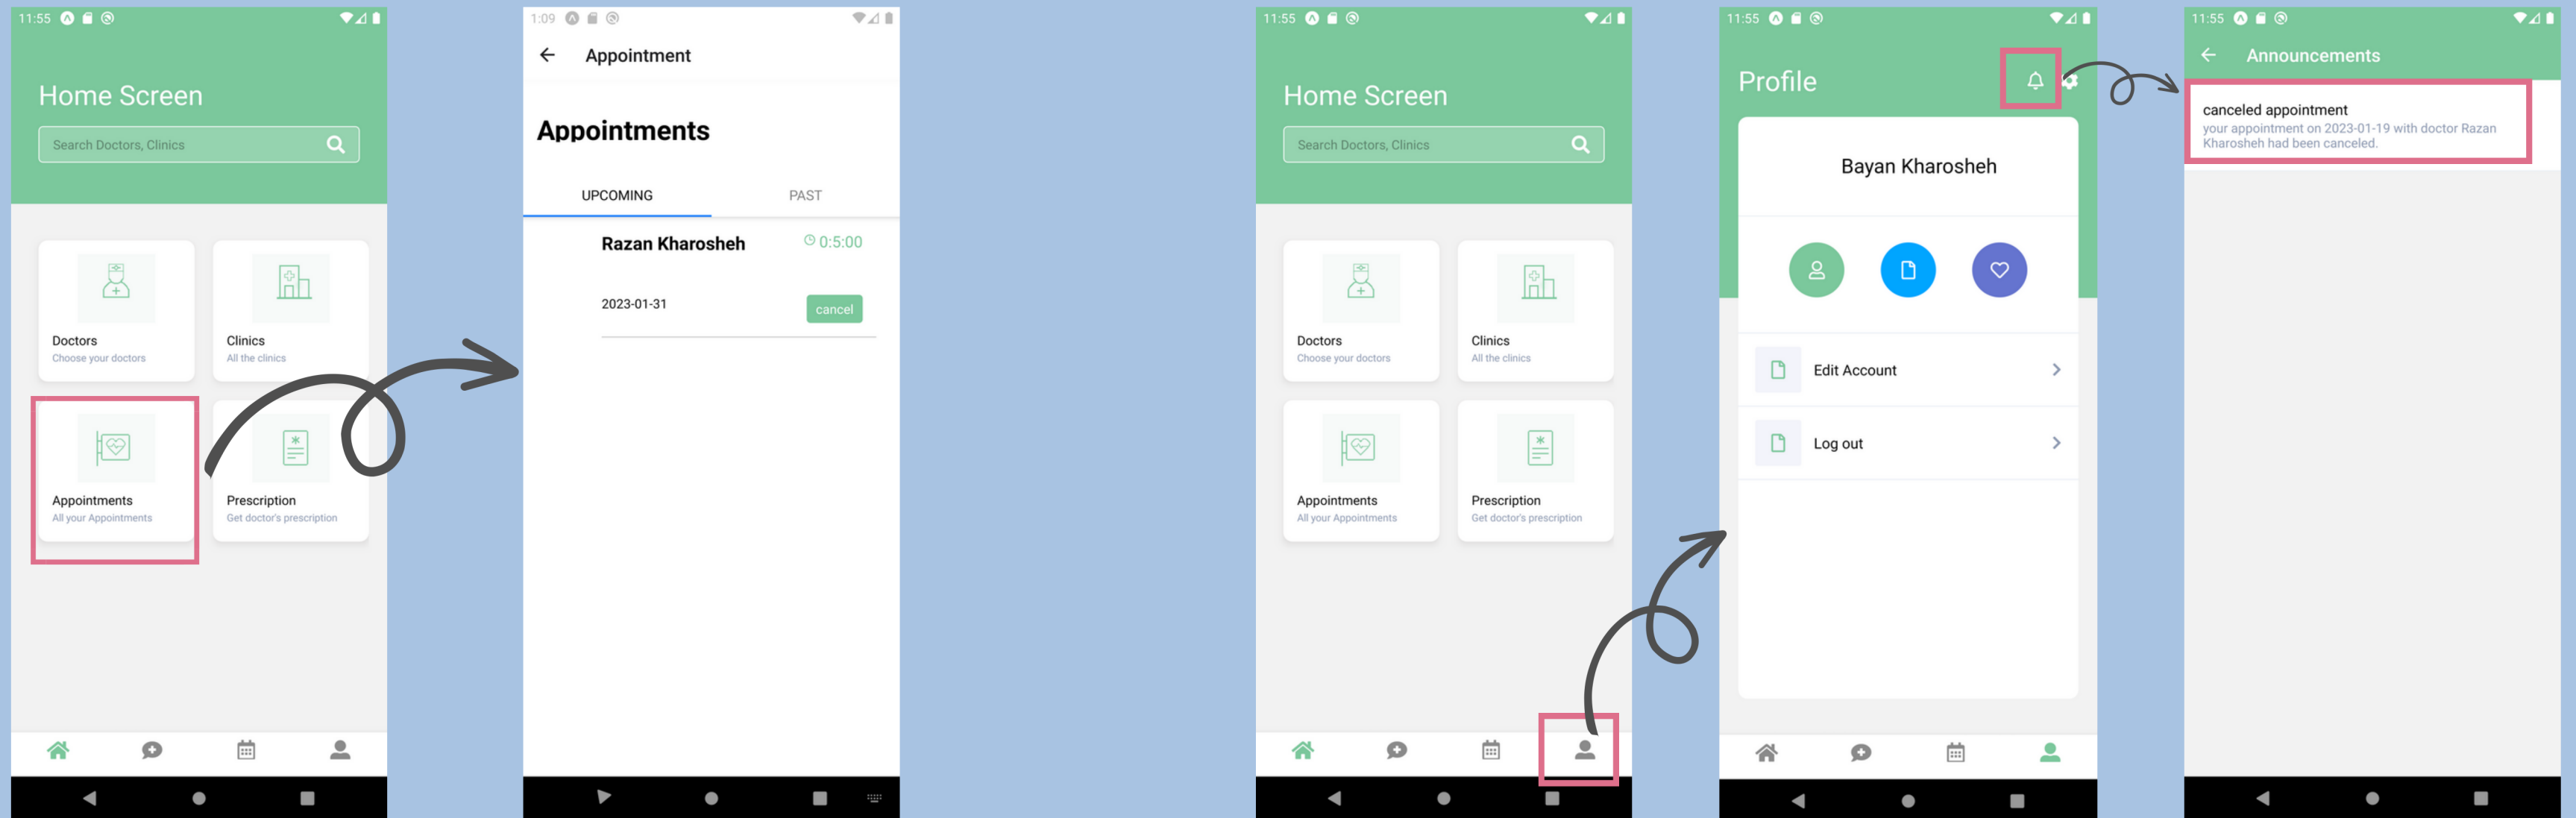 11:55
Home Screen
Search Doctors, Clinics
Doctors
Choose your doctors
Clinics
All the clinics
Appointments
All your Appointments
Prescription
Get doctor's prescription
1:09
Appointment
Appointments
UPCOMING
PAST
Razan Kharosheh
0:5:00
2023-01-31
cancel
11:55
Home Screen
Search Doctors, Clinics
Doctors
Choose your doctors
Clinics
All the clinics
Appointments
All your Appointments
Prescription
Get doctor's prescription
11:55
Profile
Bayan Kharosheh
Edit Account
Log out
11:55
Announcements
canceled appointment
your appointment on 2023-01-19 with doctor Razan
Kharosheh had been canceled.